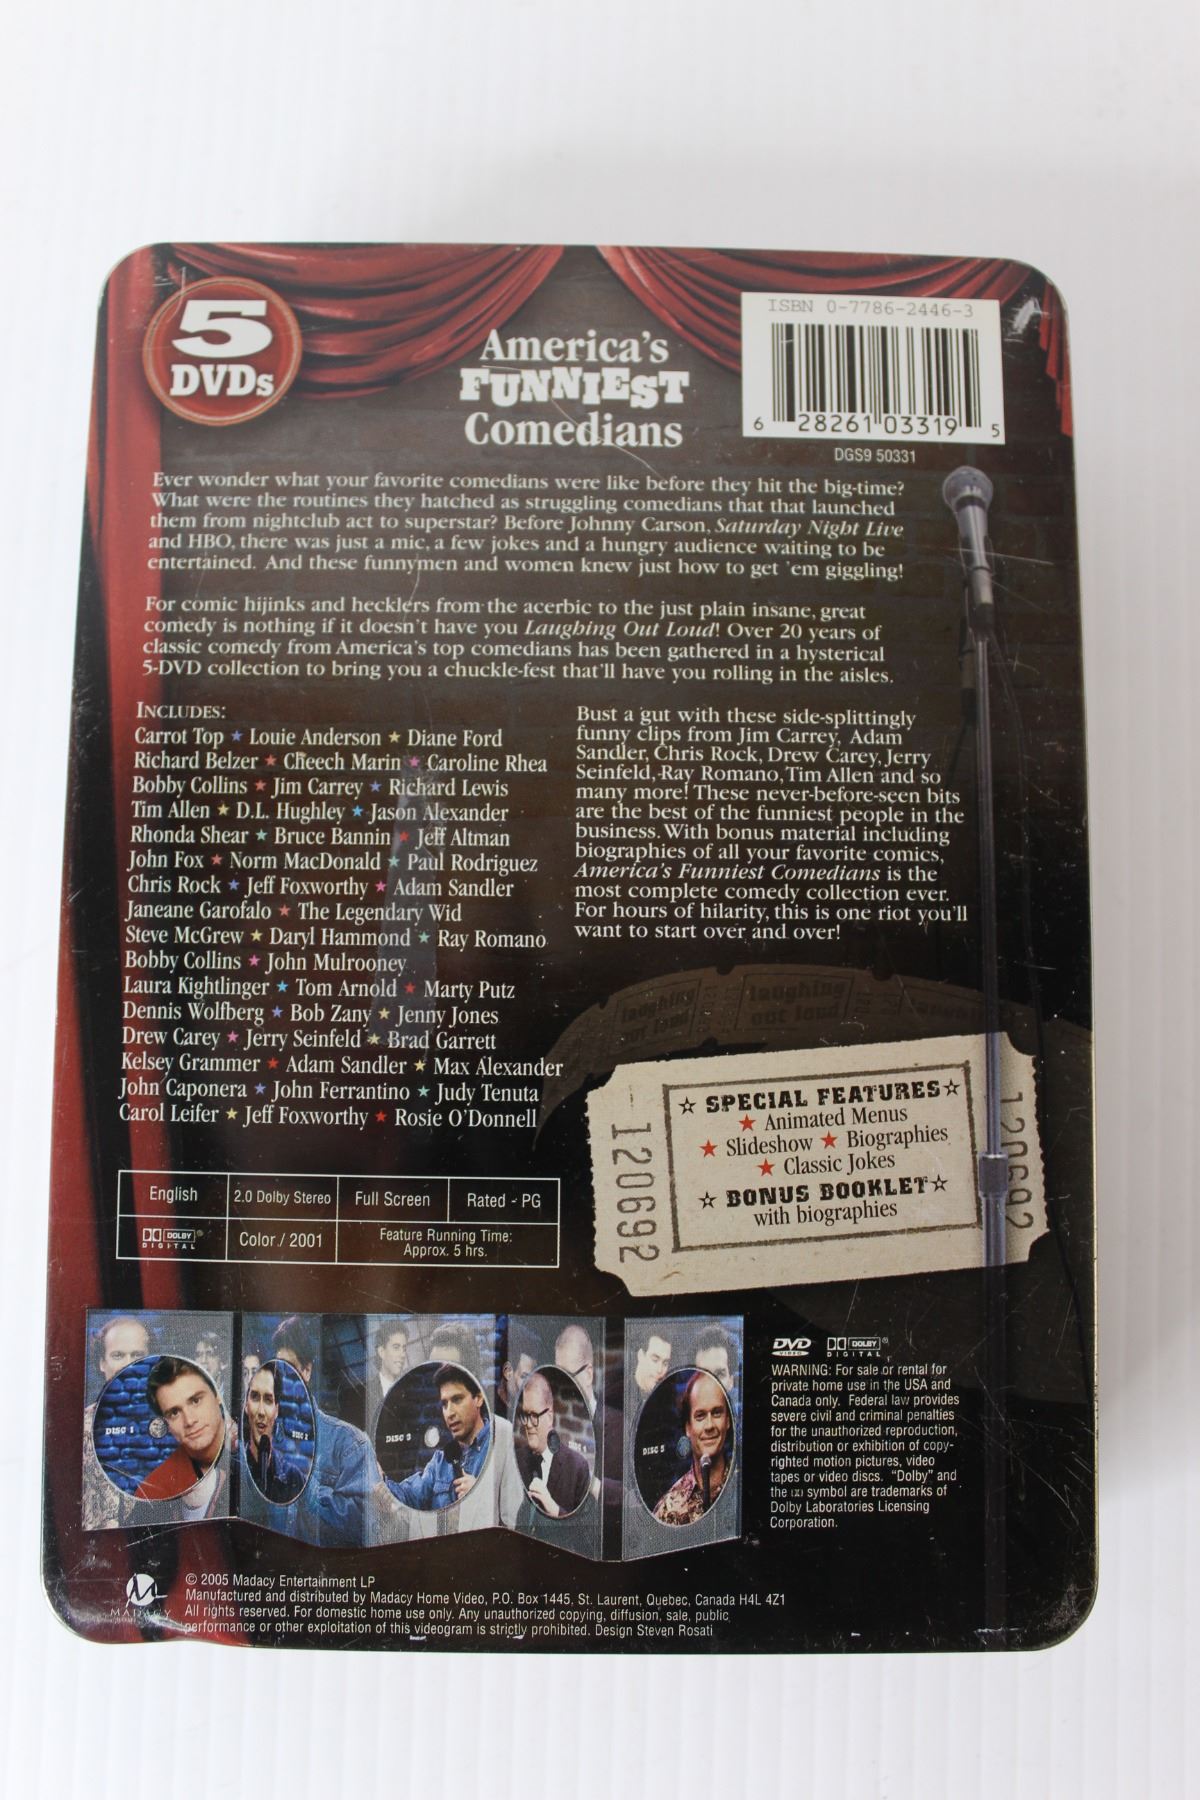 5
DVDs
America's
FUNNIEST
Comedians
ISBN 0-7786-2446-3
6 28261 03319 5
DGS9 50331
Ever wonder what your favorite comedians were like before they hit the big-time?
What were the routines they hatched as struggling comedians that that launched
them from nightclub act to superstar? Before Johnny Carson, Saturday Night Live
and HBO, there was just a mic, a few jokes and a hungry audience waiting to be
entertained. And these funnymen and women knew just how to get 'em giggling!
For comic hijinks and hecklers from the acerbic to the just plain insane, great
comedy is nothing if it doesn't have you Laughing Out Loud! Over 20 years of
classic comedy from America's top comedians has been gathered in a hysterical
5-DVD collection to bring you a chuckle-fest that'll have you rolling in the aisles.
INCLUDES:
Carrot Top ★ Louie Anderson ★ Diane Ford
Richard Belzer ★ Cheech Marin ★ Caroline Rhea
Bobby Collins ★ Jim Carrey ★ Richard Lewis
Tim Allen ★ D.L. Hughley ★ Jason Alexander
Rhonda Shear ★ Bruce Bannin ★ Jeff Altman
John Fox ★ Norm MacDonald ★ Paul Rodriguez
Chris Rock ★ Jeff Foxworthy ★ Adam Sandler
Janeane Garofalo ★ The Legendary Wid
Steve McGrew ★ Daryl Hammond ★ Ray Romano
Bobby Collins ★ John Mulrooney
Laura Kightlinger ★ Tom Arnold ★ Marty Putz
Dennis Wolfberg ★ Bob Zany ★ Jenny Jones
Drew Carey ★ Jerry Seinfeld ★ Brad Garrett
Kelsey Grammer ★ Adam Sandler ★ Max Alexander
John Caponera ★ John Ferrantino ★ Judy Tenuta
Carol Leifer ★ Jeff Foxworthy ★ Rosie O'Donnell
Bust a gut with these side-splittingly
funny clips from Jim Carrey, Adam
Sandler, Chris Rock, Drew Carey, Jerry
Seinfeld, Ray Romano, Tim Allen and so
many more! These never-before-seen bits
are the best of the funniest people in the
business. With bonus material including
biographies of all your favorite comics,
America's Funniest Comedians is the
most complete comedy collection ever.
For hours of hilarity, this is one riot you'll
want to start over and over!
laughing
out loud
laughing
out loud
laughing
120692
☆ SPECIAL FEATURES ☆
★ Animated Menus
★ Slideshow ★ Biographies
★ Classic Jokes
☆ BONUS BOOKLET ☆
with biographies
120692
English
2.0 Dolby Stereo
Full Screen
Rated - PG
DOLBY
DIGITAL
Color / 2001
Feature Running Time:
Approx. 5 hrs.
DISC 1
DISC 2
DISC 3
DISC 4
DISC 5
DVD
VIDEO
DOLBY
DIGITAL
WARNING: For sale or rental for
private home use in the USA and
Canada only. Federal law provides
severe civil and criminal penalties
for the unauthorized reproduction,
distribution or exhibition of copy-
righted motion pictures, video
tapes or video discs. "Dolby" and
the symbol are trademarks of
Dolby Laboratories Licensing
Corporation.
MADACY
© 2005 Madacy Entertainment LP
Manufactured and distributed by Madacy Home Video, P.O. Box 1445, St. Laurent, Quebec, Canada H4L 4Z1
All rights reserved. For domestic home use only. Any unauthorized copying, diffusion, sale, public
performance or other exploitation of this videogram is strictly prohibited. Design Steven Rosati